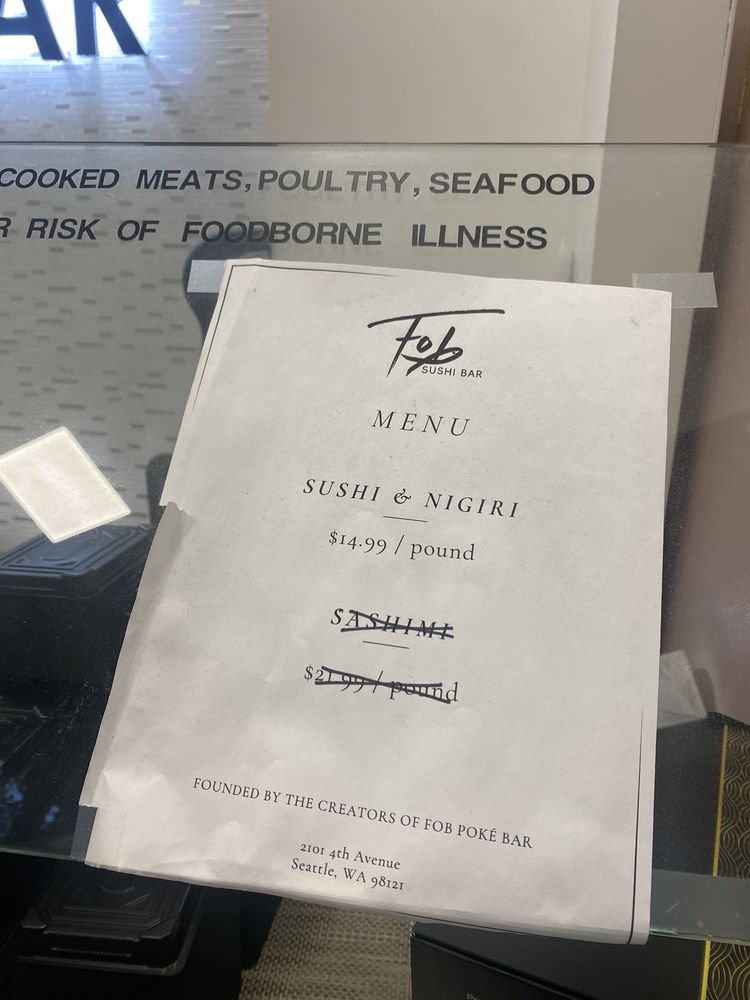 AR
COOKED MEATS, POULTRY, SEAFOOD
R RISK OF FOODBORNE ILLNESS
Fob
SUSHI BAR
MENU
SUSHI & NIGIRI
$14.99 / pound
SASHIMI
$21.99 / pound
FOUNDED BY THE CREATORS OF FOB POKÉ BAR
2101 4th Avenue
Seattle, WA 98121